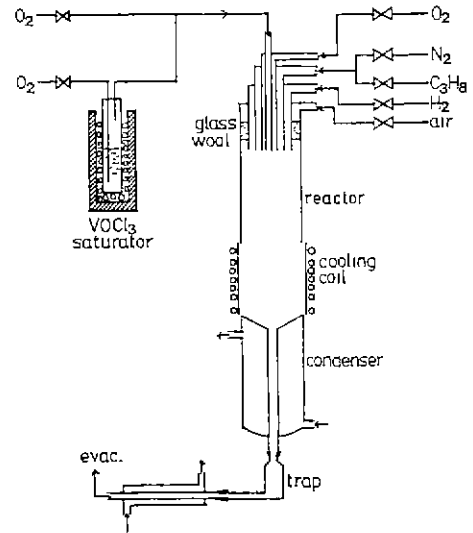 O₂
O₂
VOCl₃
saturator
glass
wool
O₂
N₂
C₃H₈
H₂
air
reactor
cooling
coil
condenser
trap
evac.